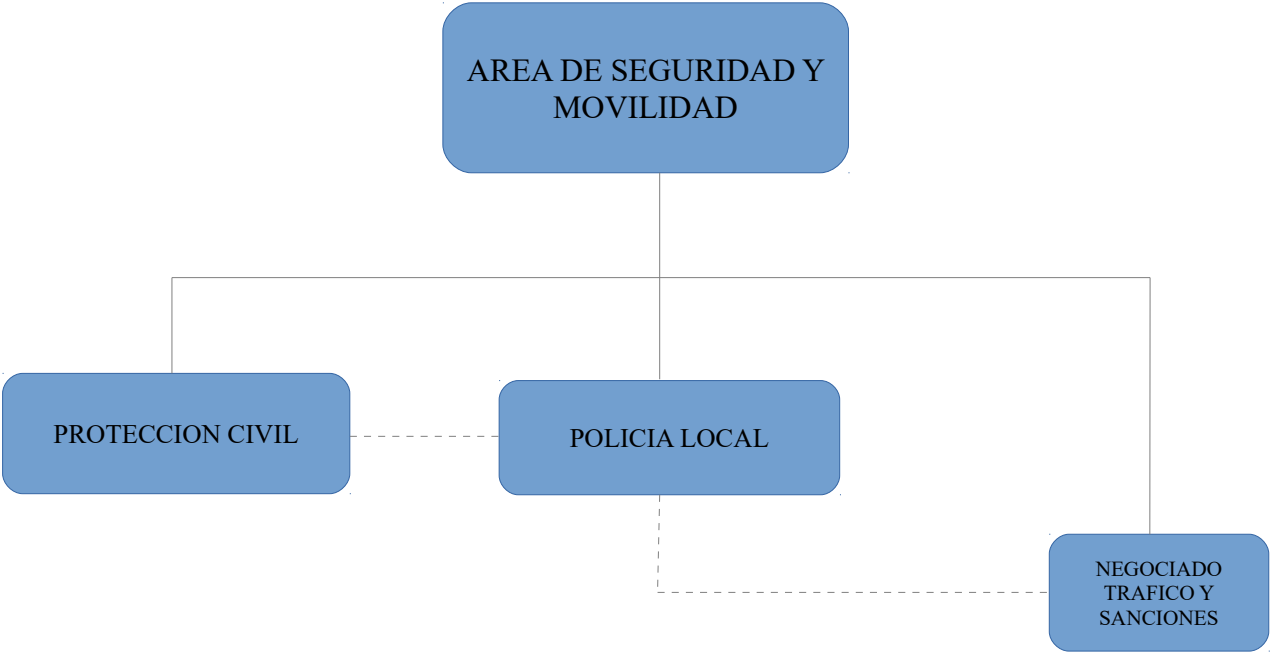 AREA DE SEGURIDAD Y
MOVILIDAD
PROTECCION CIVIL
POLICIA LOCAL
NEGOCIADO
TRAFICO Y
SANCIONES